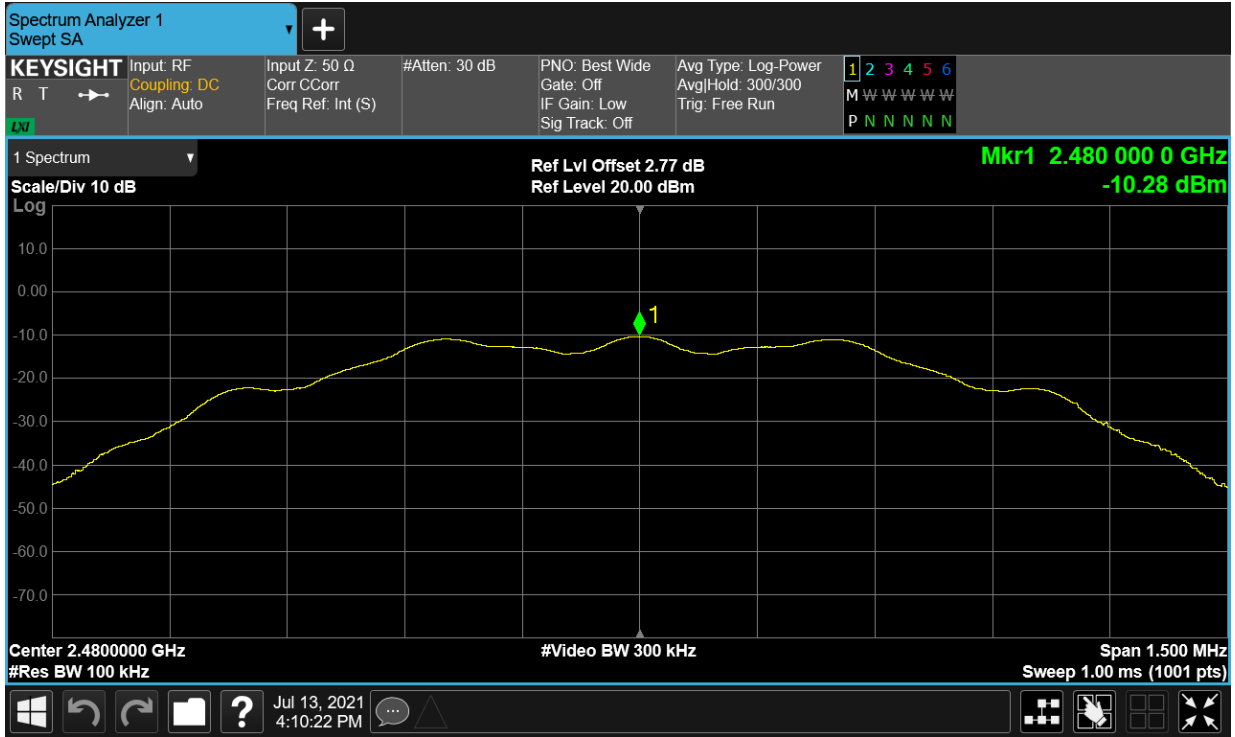 Spectrum Analyzer 1
Swept SA
KEYSIGHT
R T
LXI
Input: RF
Coupling: DC
Align: Auto
Input Z: 50 Ω
Corr CCorr
Freq Ref: Int (S)
#Atten: 30 dB
PNO: Best Wide
Gate: Off
IF Gain: Low
Sig Track: Off
Avg Type: Log-Power
Avg|Hold: 300/300
Trig: Free Run
1 2 3 4 5 6
M W W W W W
P N N N N N
1 Spectrum
Scale/Div 10 dB
Log
Ref Lvl Offset 2.77 dB
Ref Level 20.00 dBm
Mkr1 2.480 000 0 GHz
-10.28 dBm
10.0
0.00
1
-10.0
-20.0
-30.0
-40.0
-50.0
-60.0
-70.0
Center 2.4800000 GHz
#Video BW 300 kHz
Span 1.500 MHz
#Res BW 100 kHz
Sweep 1.00 ms (1001 pts)
?
Jul 13, 2021
4:10:22 PM